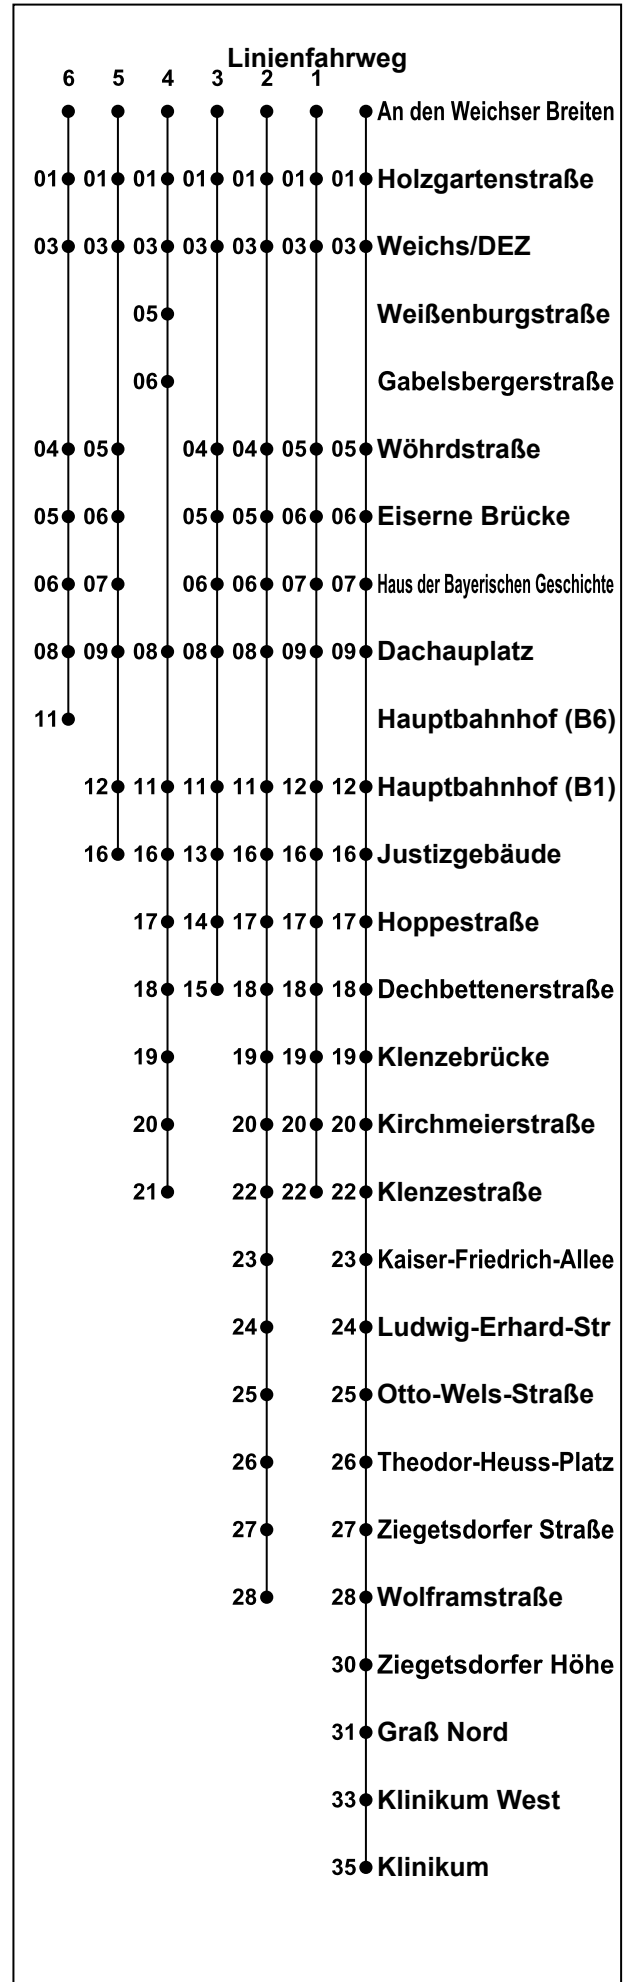 Linienfahrweg
6 5 4 3 2 1
An den Weichser Breiten
01 01 01 01 01 01 01 Holzgartenstraße
03 03 03 03 03 03 03 Weichs/DEZ
05 Weißenburgstraße
06 Gabelsbergerstraße
04 05 04 04 05 05 Wöhrdstraße
05 06 05 05 06 06 Eiserne Brücke
06 07 06 06 07 07 Haus der Bayerischen Geschichte
08 09 08 08 08 09 09 Dachauplatz
11 Hauptbahnhof (B6)
12 11 11 11 12 12 Hauptbahnhof (B1)
16 16 13 16 16 16 Justizgebäude
17 14 17 17 17 Hoppestraße
18 15 18 18 18 Dechbettenerstraße
19 19 19 19 Klenzebrücke
20 20 20 20 Kirchmeierstraße
21 22 22 22 Klenzestraße
23 23 Kaiser-Friedrich-Allee
24 24 Ludwig-Erhard-Str
25 25 Otto-Wels-Straße
26 26 Theodor-Heuss-Platz
27 27 Ziegetsdorfer Straße
28 28 Wolframstraße
30 Ziegetsdorfer Höhe
31 Graß Nord
33 Klinikum West
35 Klinikum